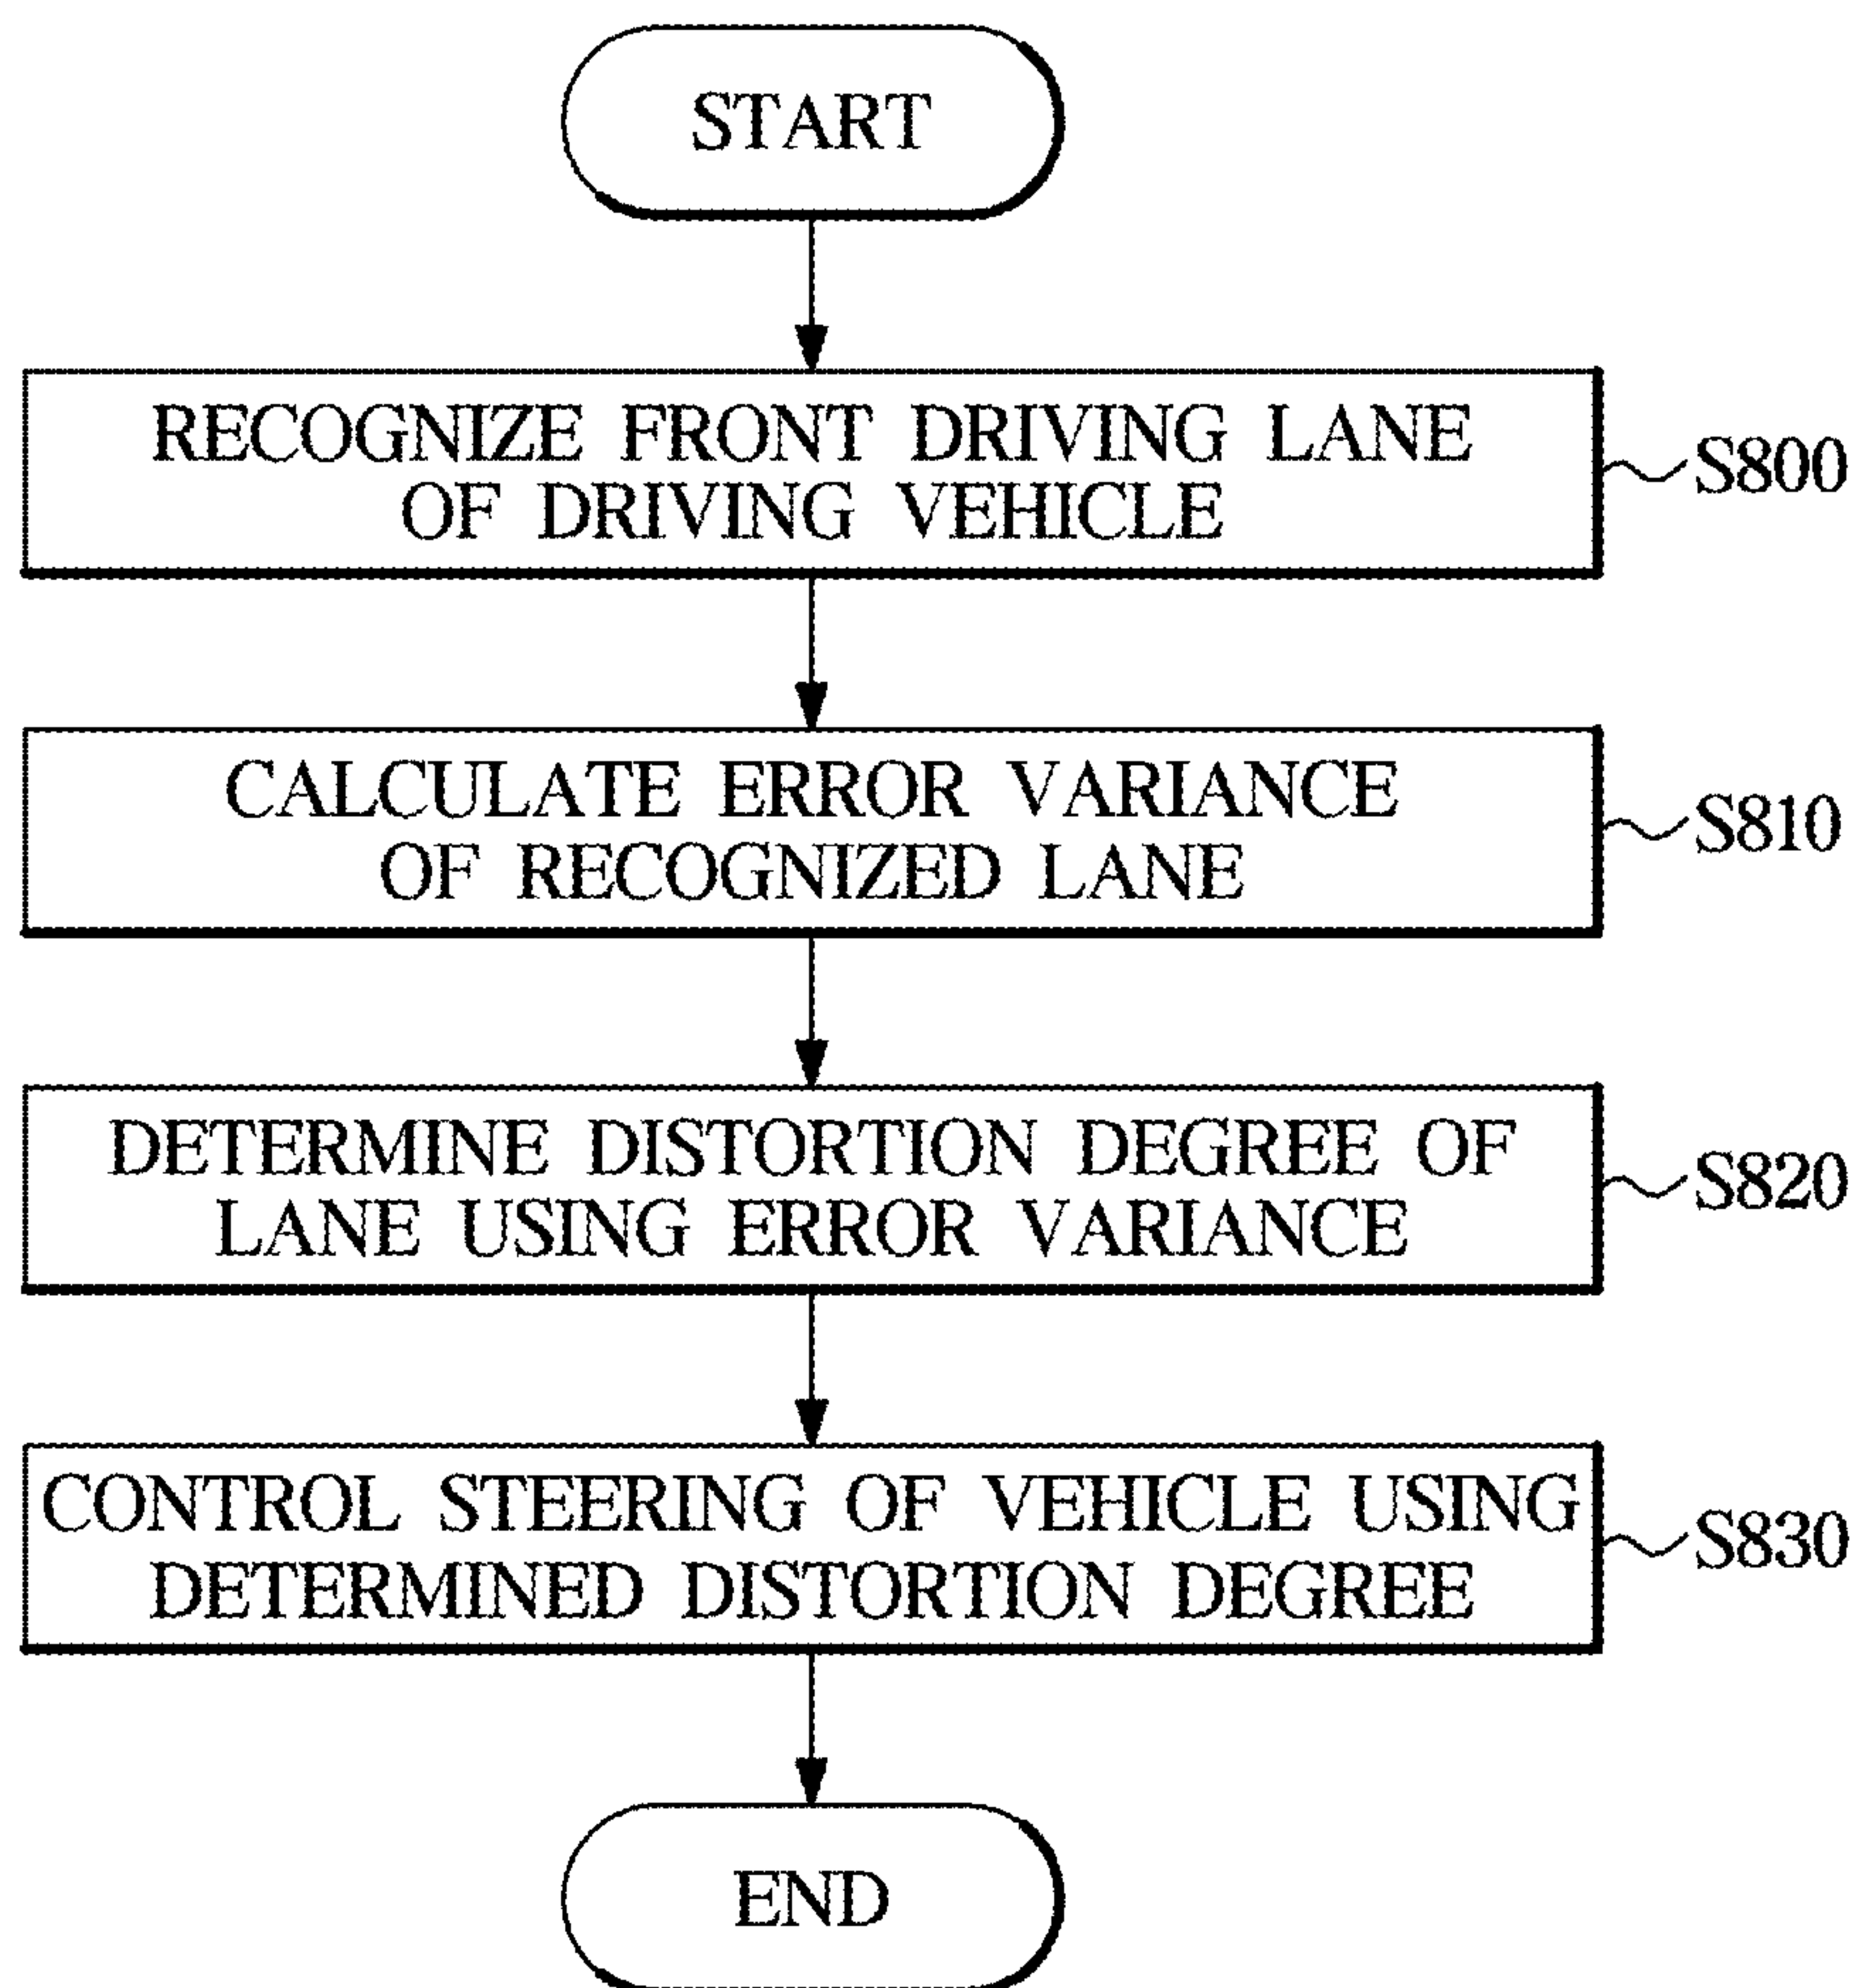 START
RECOGNIZE FRONT DRIVING LANE
OF DRIVING VEHICLE
S800
CALCULATE ERROR VARIANCE
OF RECOGNIZED LANE
S810
DETERMINE DISTORTION DEGREE OF
LANE USING ERROR VARIANCE
S820
CONTROL STEERING OF VEHICLE USING
DETERMINED DISTORTION DEGREE
S830
END